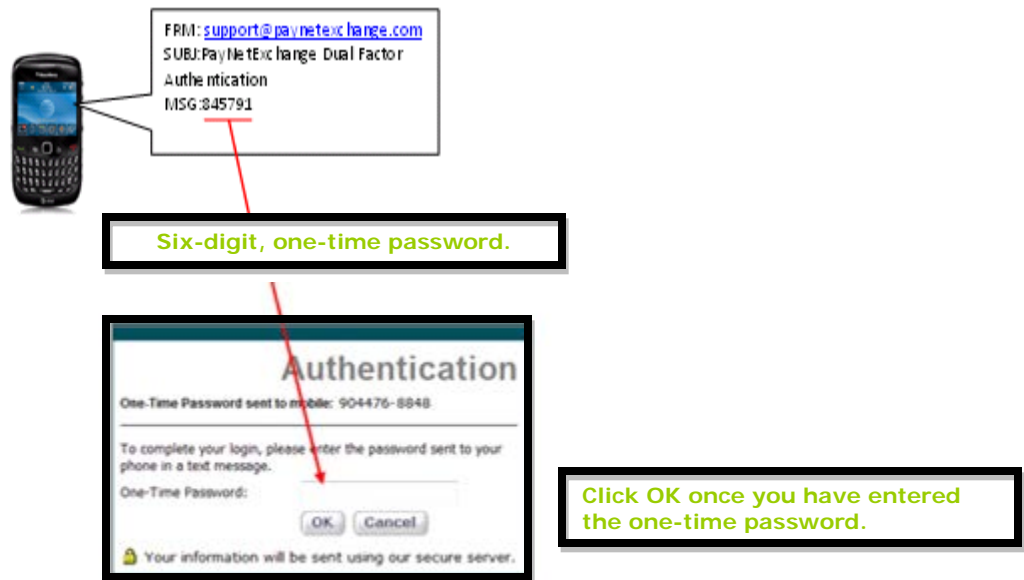 FRM: support@paynetexchange.com
SUBJ:PayNetExchange Dual Factor
Authentication
MSG:845791
Six-digit, one-time password.
Authentication
One-Time Password sent to mobile: 904476-8848
To complete your login, please enter the password sent to your
phone in a text message.
One-Time Password:
OK Cancel
Your information will be sent using our secure server.
Click OK once you have entered
the one-time password.